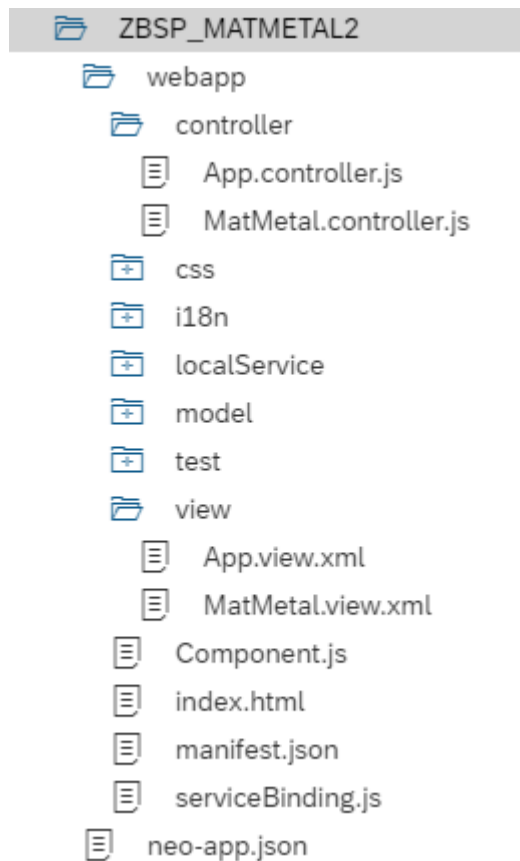 ZBSP_MATMETAL2
webapp
controller
App.controller.js
MatMetal.controller.js
css
i18n
localService
model
test
view
App.view.xml
MatMetal.view.xml
Component.js
index.html
manifest.json
serviceBinding.js
neo-app.json